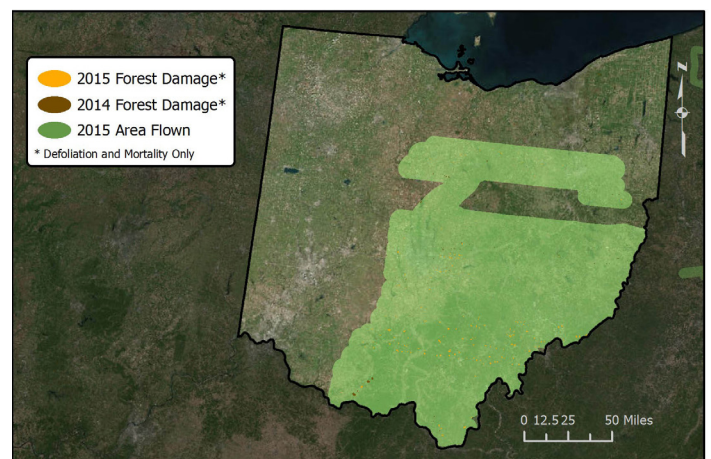 2015 Forest Damage*
2014 Forest Damage*
2015 Area Flown
* Defoliation and Mortality Only
N
0 12.5 25 50 Miles